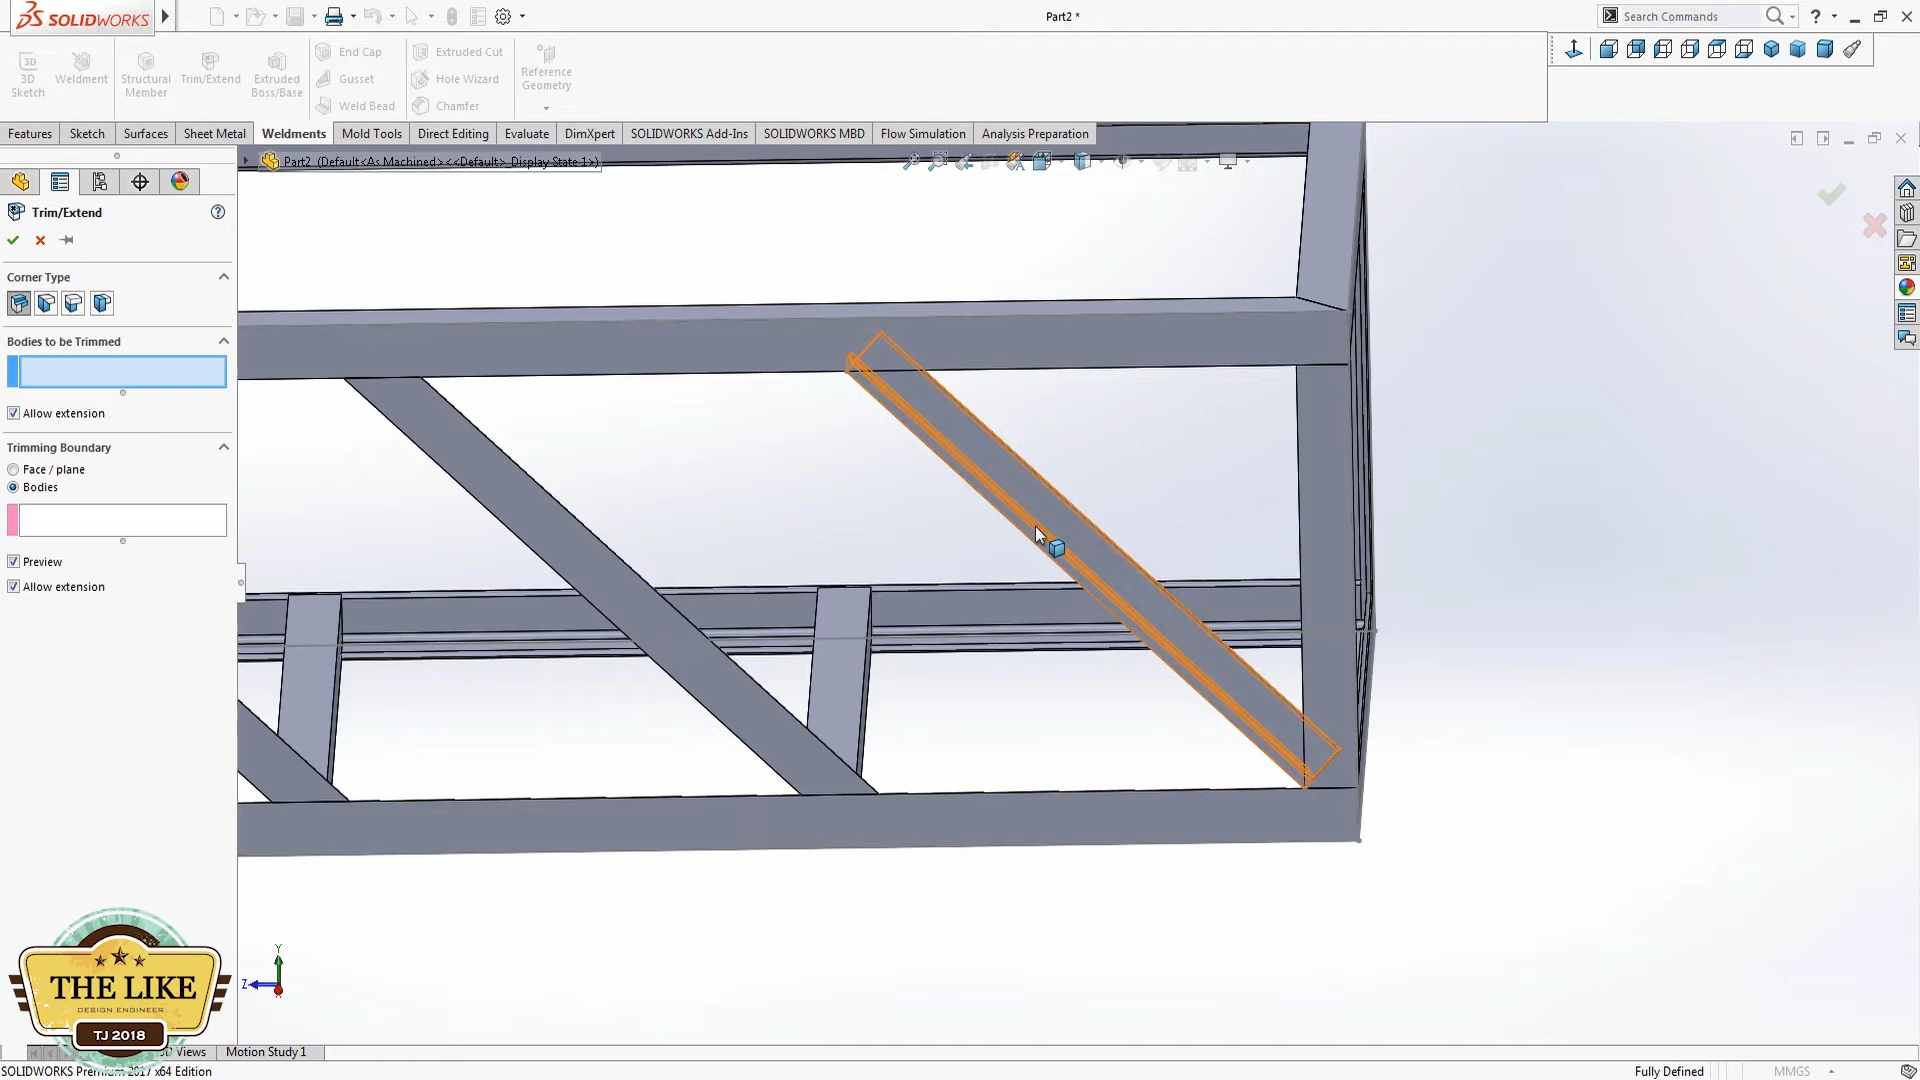 SOLIDWORKS
Part2 *
Search Commands
3D Sketch
Weldment
Structural Member
Trim/Extend
Extruded Boss/Base
End Cap
Gusset
Weld Bead
Extruded Cut
Hole Wizard
Chamfer
Reference Geometry
Features
Sketch
Surfaces
Sheet Metal
Weldments
Mold Tools
Direct Editing
Evaluate
DimXpert
SOLIDWORKS Add-Ins
SOLIDWORKS MBD
Flow Simulation
Analysis Preparation
Part2 (Default<As Machined><<Default>_Display State 1>)
Trim/Extend
Corner Type
Bodies to be Trimmed
Allow extension
Trimming Boundary
Face / plane
Bodies
Preview
Allow extension
Y
Z
THE LIKE
DESIGN ENGINEER
TJ 2018
Views
Motion Study 1
SOLIDWORKS Premium 2017 x64 Edition
Fully Defined
MMGS